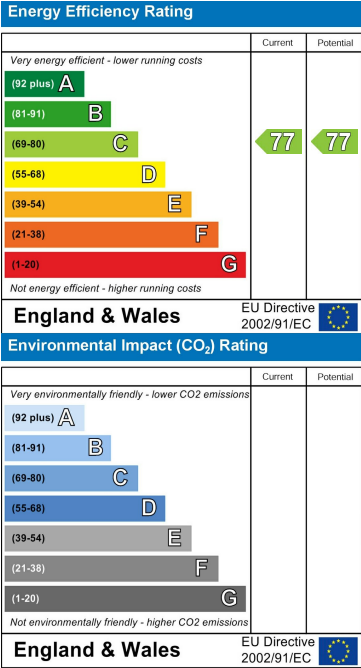 Energy Efficiency Rating
Current Potential
Very energy efficient - lower running costs
(92 plus) A
(81-91) B
(69-80) C 77 77
(55-68) D
(39-54) E
(21-38) F
(1-20) G
Not energy efficient - higher running costs
England & Wales EU Directive 2002/91/EC
Environmental Impact (CO₂) Rating
Current Potential
Very environmentally friendly - lower CO2 emissions
(92 plus) A
(81-91) B
(69-80) C
(55-68) D
(39-54) E
(21-38) F
(1-20) G
Not environmentally friendly - higher CO2 emissions
England & Wales EU Directive 2002/91/EC